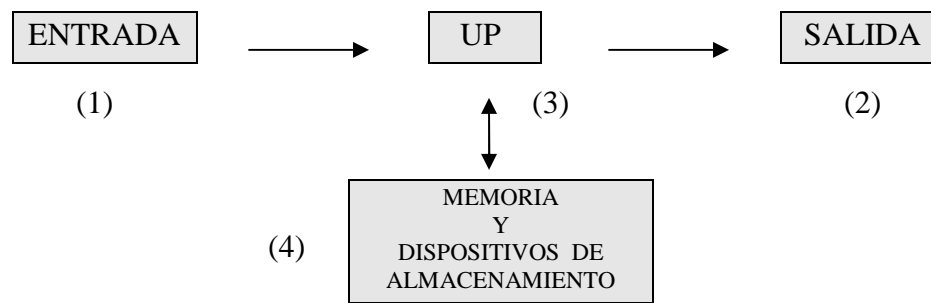 ENTRADA
UP
SALIDA
(1)
(3)
(2)
MEMORIA
Y
DISPOSITIVOS DE
ALMACENAMIENTO
(4)